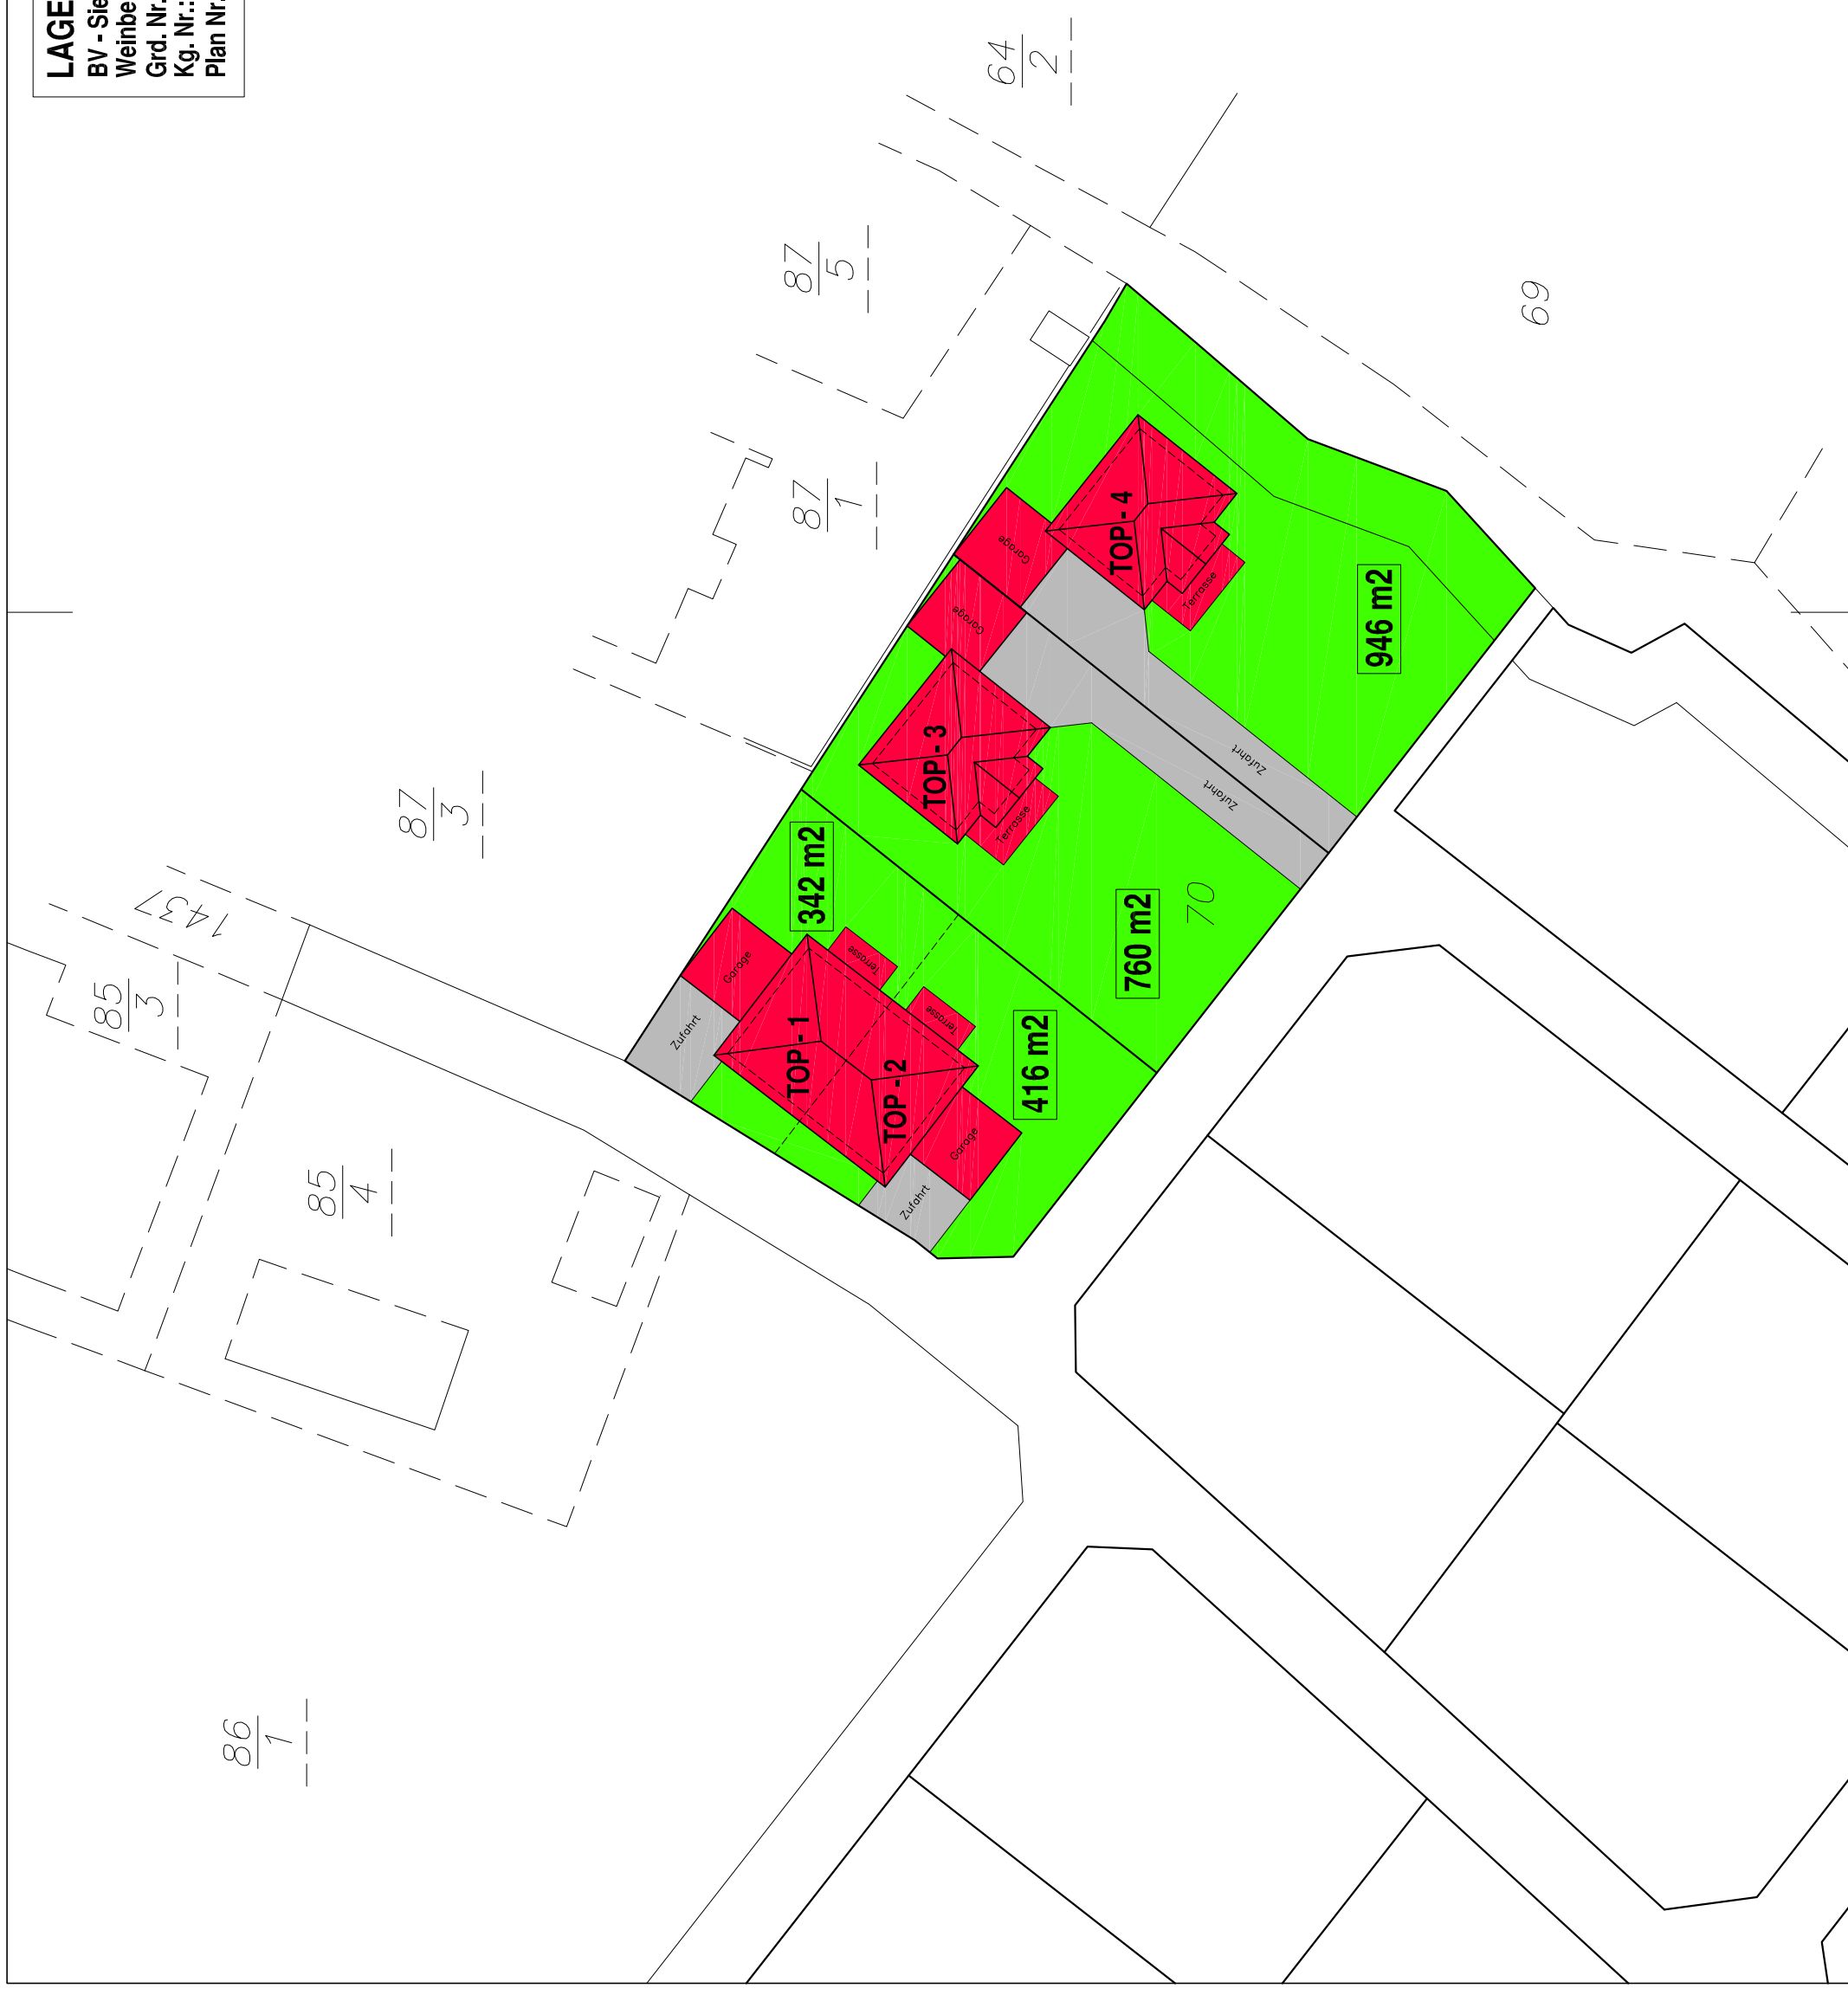 LAGE
BV - Sie
Weinbe
Grd. Nr.
Kg. Nr.:
Plan Nr.
64
2
87
5
69
87
1
87
3
143
85
3
85
4
86
1
70
TOP - 4
Garage
Terrasse
946 m2
Garage
TOP - 3
Terrasse
Zufahrt
Zufahrt
760 m2
342 m2
Garage
Zufahrt
TOP - 1
Terrasse
Terrasse
TOP - 2
416 m2
Garage
Zufahrt